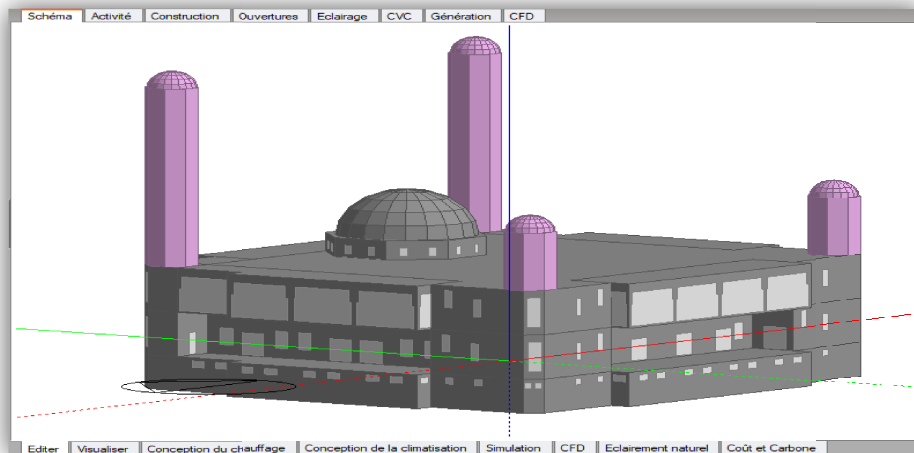 Schéma Activité Construction Ouvertures Eclairage CVC Génération CFD
Editer Visualiser Conception du chauffage Conception de la climatisation Simulation CFD Eclairement naturel Coût et Carbone